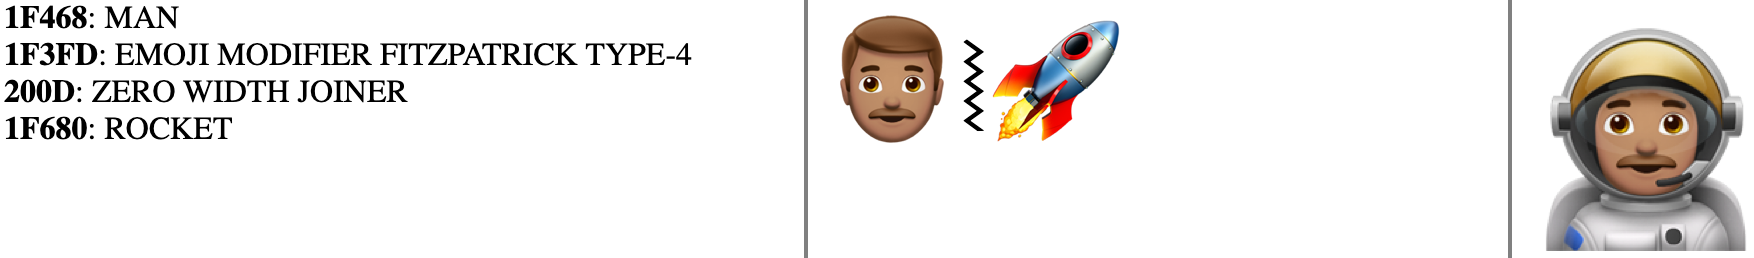 1F468: MAN
1F3FD: EMOJI MODIFIER FITZPATRICK TYPE-4
200D: ZERO WIDTH JOINER
1F680: ROCKET